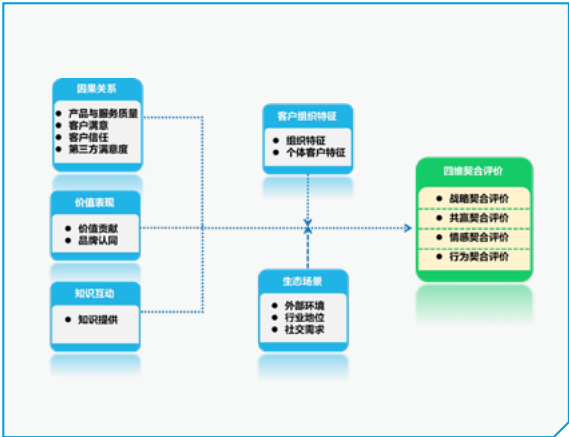 因果关系
● 产品与服务质量
● 客户满意
● 客户信任
● 第三方满意度
价值表现
● 价值贡献
● 品牌认同
知识互动
● 知识提供
客户组织特征
● 组织特征
● 个体客户特征
生态场景
● 外部环境
● 行业地位
● 社交需求
四维契合评价
● 战略契合评价
● 共赢契合评价
● 情感契合评价
● 行为契合评价